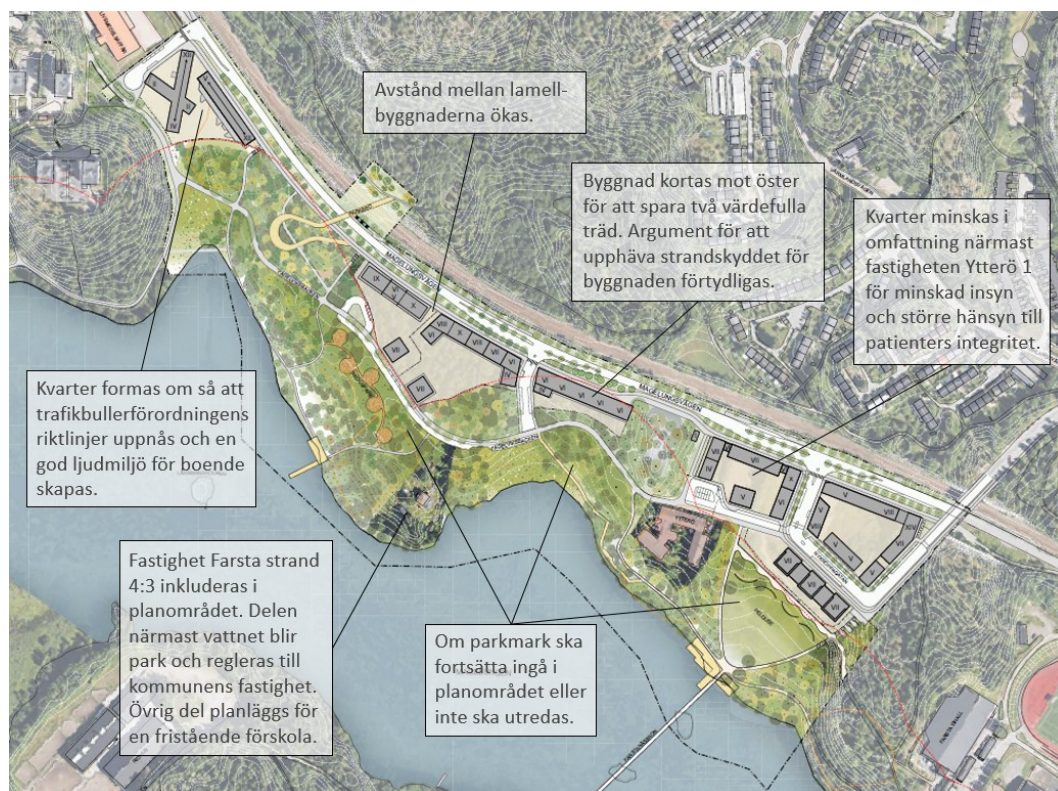 Avstånd mellan lamell-
byggnaderna ökas.
Byggnad kortas mot öster
för att spara två värdefulla
träd. Argument för att
upphäva strandskyddet för
byggnaden förtydligas.
Kvarter minskas i
omfattning närmast
fastigheten Ytterö 1
för minskad insyn
och större hänsyn till
patienters integritet.
Kvarter formas om så att
trafikbullerförordningens
riktlinjer uppnås och en
god ljudmiljö för boende
skapas.
Fastighet Farsta strand
4:3 inkluderas i
planområdet. Delen
närmast vattnet blir
park och regleras till
kommunens fastighet.
Övrig del planläggs för
en fristående förskola.
Om parkmark ska
fortsätta ingå i
planområdet eller
inte ska utredas.
MAGELUNGSVÄGEN
MAGELUNGSVÄGEN
YTTERÖ